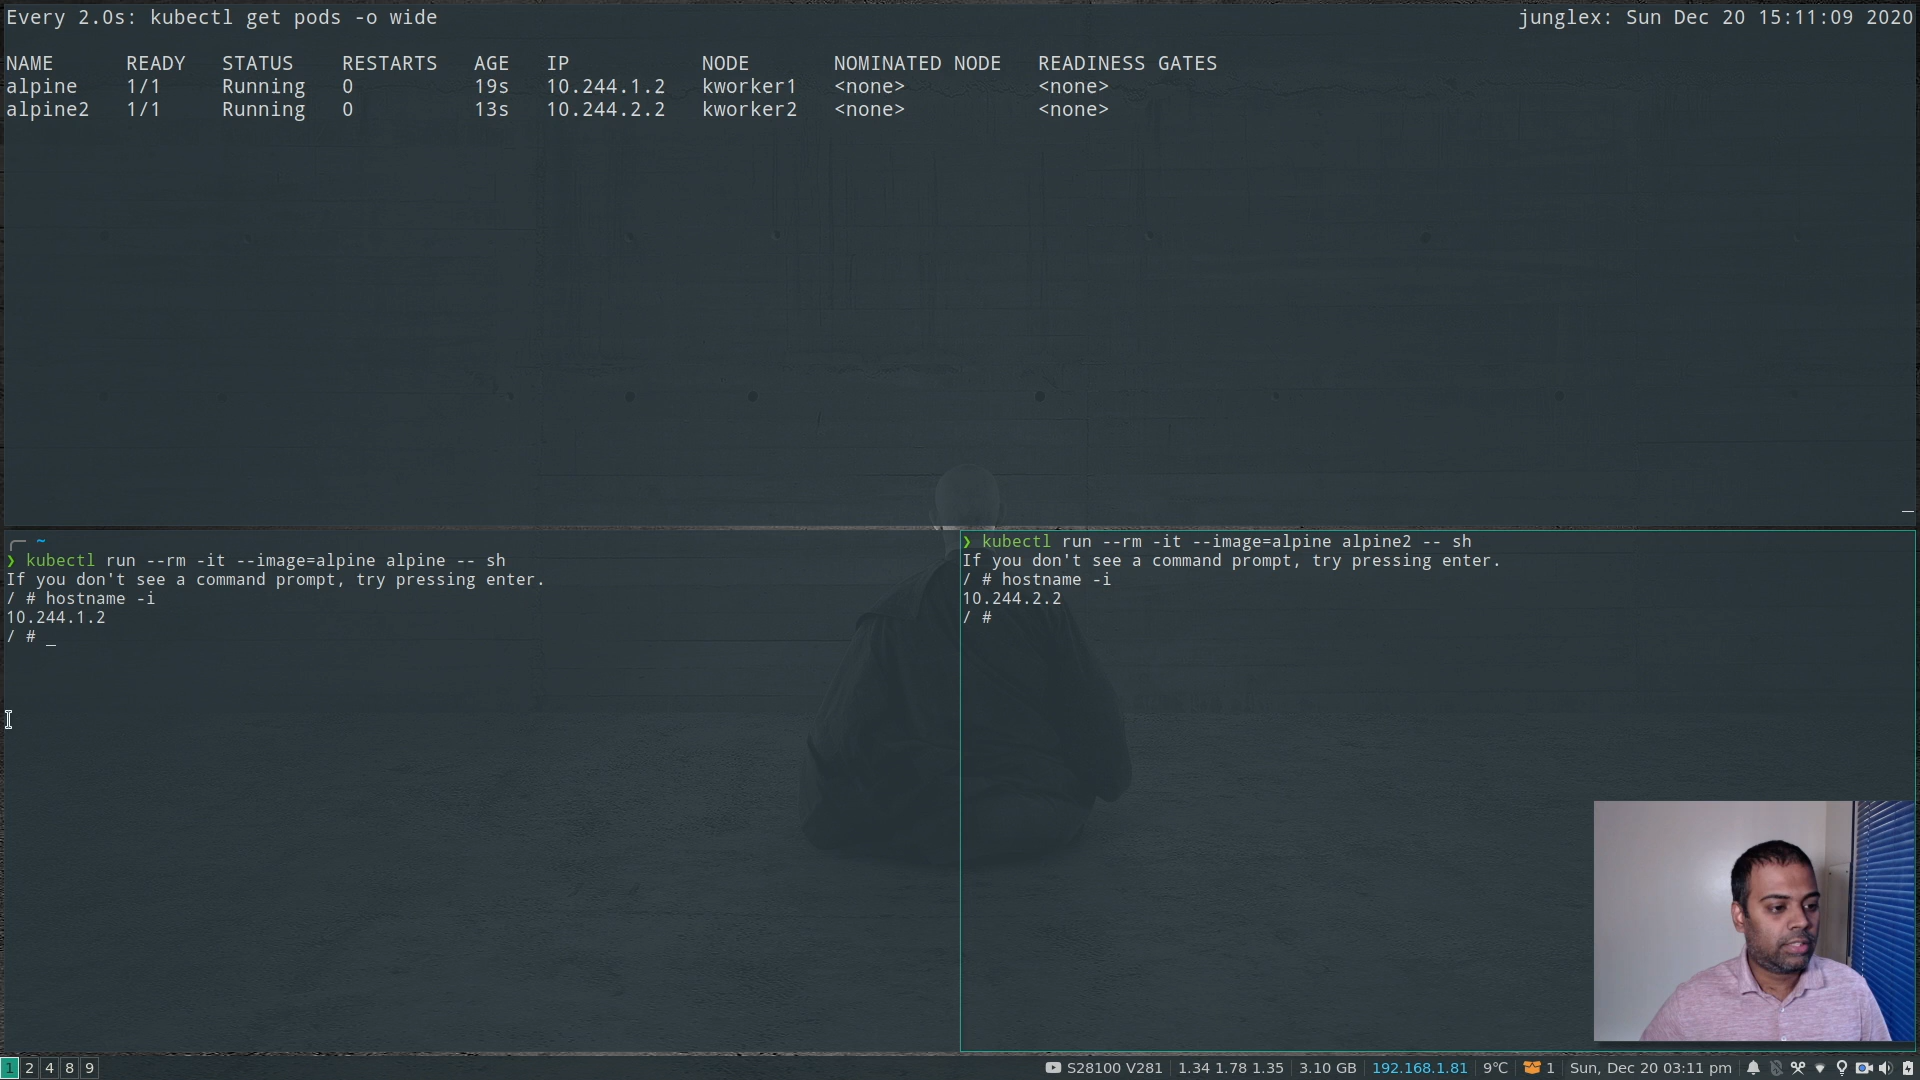 Every 2.0s: kubectl get pods -o wide junglex: Sun Dec 20 15:11:09 2020
NAME READY STATUS RESTARTS AGE IP NODE NOMINATED NODE READINESS GATES
alpine 1/1 Running 0 19s 10.244.1.2 kworker1 <none> <none>
alpine2 1/1 Running 0 13s 10.244.2.2 kworker2 <none> <none>
~
❯ kubectl run --rm -it --image=alpine alpine -- sh
If you don't see a command prompt, try pressing enter.
/ # hostname -i
10.244.1.2
/ # _
❯ kubectl run --rm -it --image=alpine alpine2 -- sh
If you don't see a command prompt, try pressing enter.
/ # hostname -i
10.244.2.2
/ #
1 2 4 8 9 S28100 V281 1.34 1.78 1.35 3.10 GB 192.168.1.81 9°C 1 Sun, Dec 20 03:11 pm